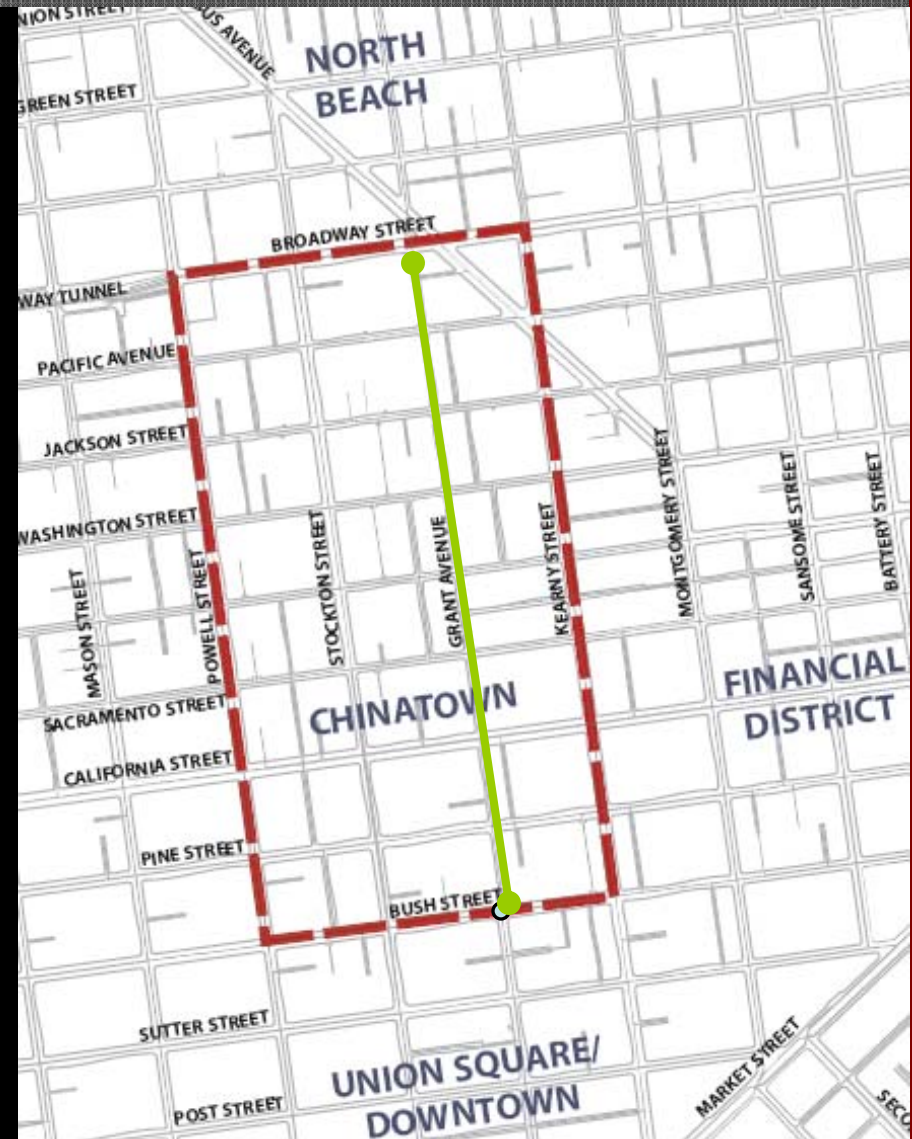 NION STREET
US AVENUE
NORTH
BEACH
GREEN STREET
BROADWAY STREET
WAY TUNNEL
PACIFIC AVENUE
JACKSON STREET
WASHINGTON STREET
MASON STREET
POWELL STREET
STOCKTON STREET
GRANT AVENUE
KEARNY STREET
MONTGOMERY STREET
SANSOME STREET
BATTERY STREET
SACRAMENTO STREET
CHINATOWN
FINANCIAL
DISTRICT
CALIFORNIA STREET
PINE STREET
BUSH STREET
SUTTER STREET
UNION SQUARE/
DOWNTOWN
MARKET STREET
POST STREET
SECO